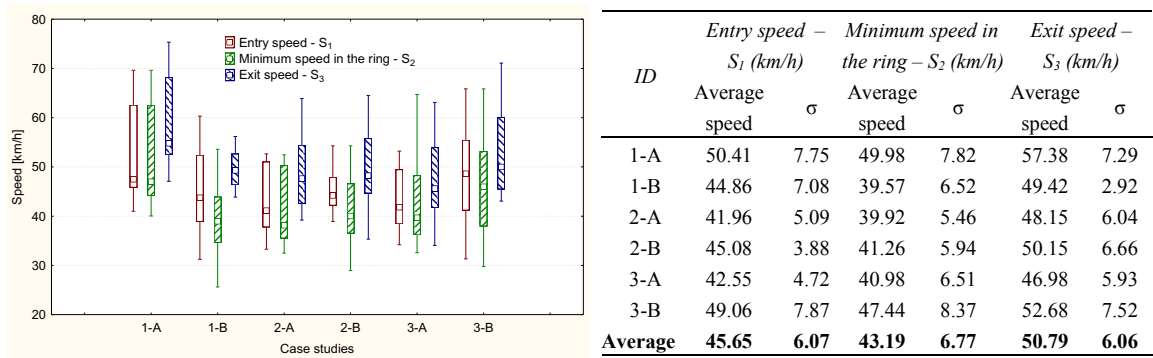 80
70
60
50
40
30
20
Speed [km/h]
Entry speed - S₁
Minimum speed in the ring - S₂
Exit speed - S₃
1-A 1-B 2-A 2-B 3-A 3-B
Case studies
Entry speed – Minimum speed in Exit speed –
S₁ (km/h) the ring – S₂ (km/h) S₃ (km/h)
ID
Average σ Average σ Average σ
speed speed speed
1-A 50.41 7.75 49.98 7.82 57.38 7.29
1-B 44.86 7.08 39.57 6.52 49.42 2.92
2-A 41.96 5.09 39.92 5.46 48.15 6.04
2-B 45.08 3.88 41.26 5.94 50.15 6.66
3-A 42.55 4.72 40.98 6.51 46.98 5.93
3-B 49.06 7.87 47.44 8.37 52.68 7.52
Average 45.65 6.07 43.19 6.77 50.79 6.06